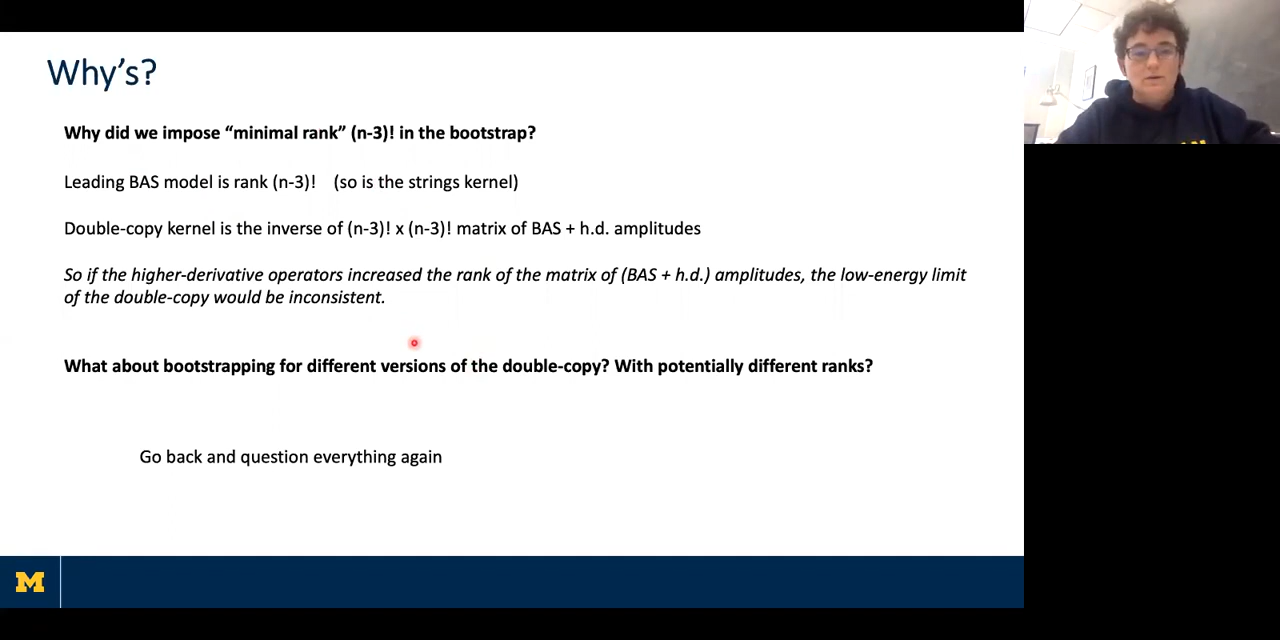 Why's?
Why did we impose “minimal rank” (n-3)! in the bootstrap?
Leading BAS model is rank (n-3)! (so is the strings kernel)
Double-copy kernel is the inverse of (n-3)! x (n-3)! matrix of BAS + h.d. amplitudes
So if the higher-derivative operators increased the rank of the matrix of (BAS + h.d.) amplitudes, the low-energy limit
of the double-copy would be inconsistent.
What about bootstrapping for different versions of the double-copy? With potentially different ranks?
Go back and question everything again
M